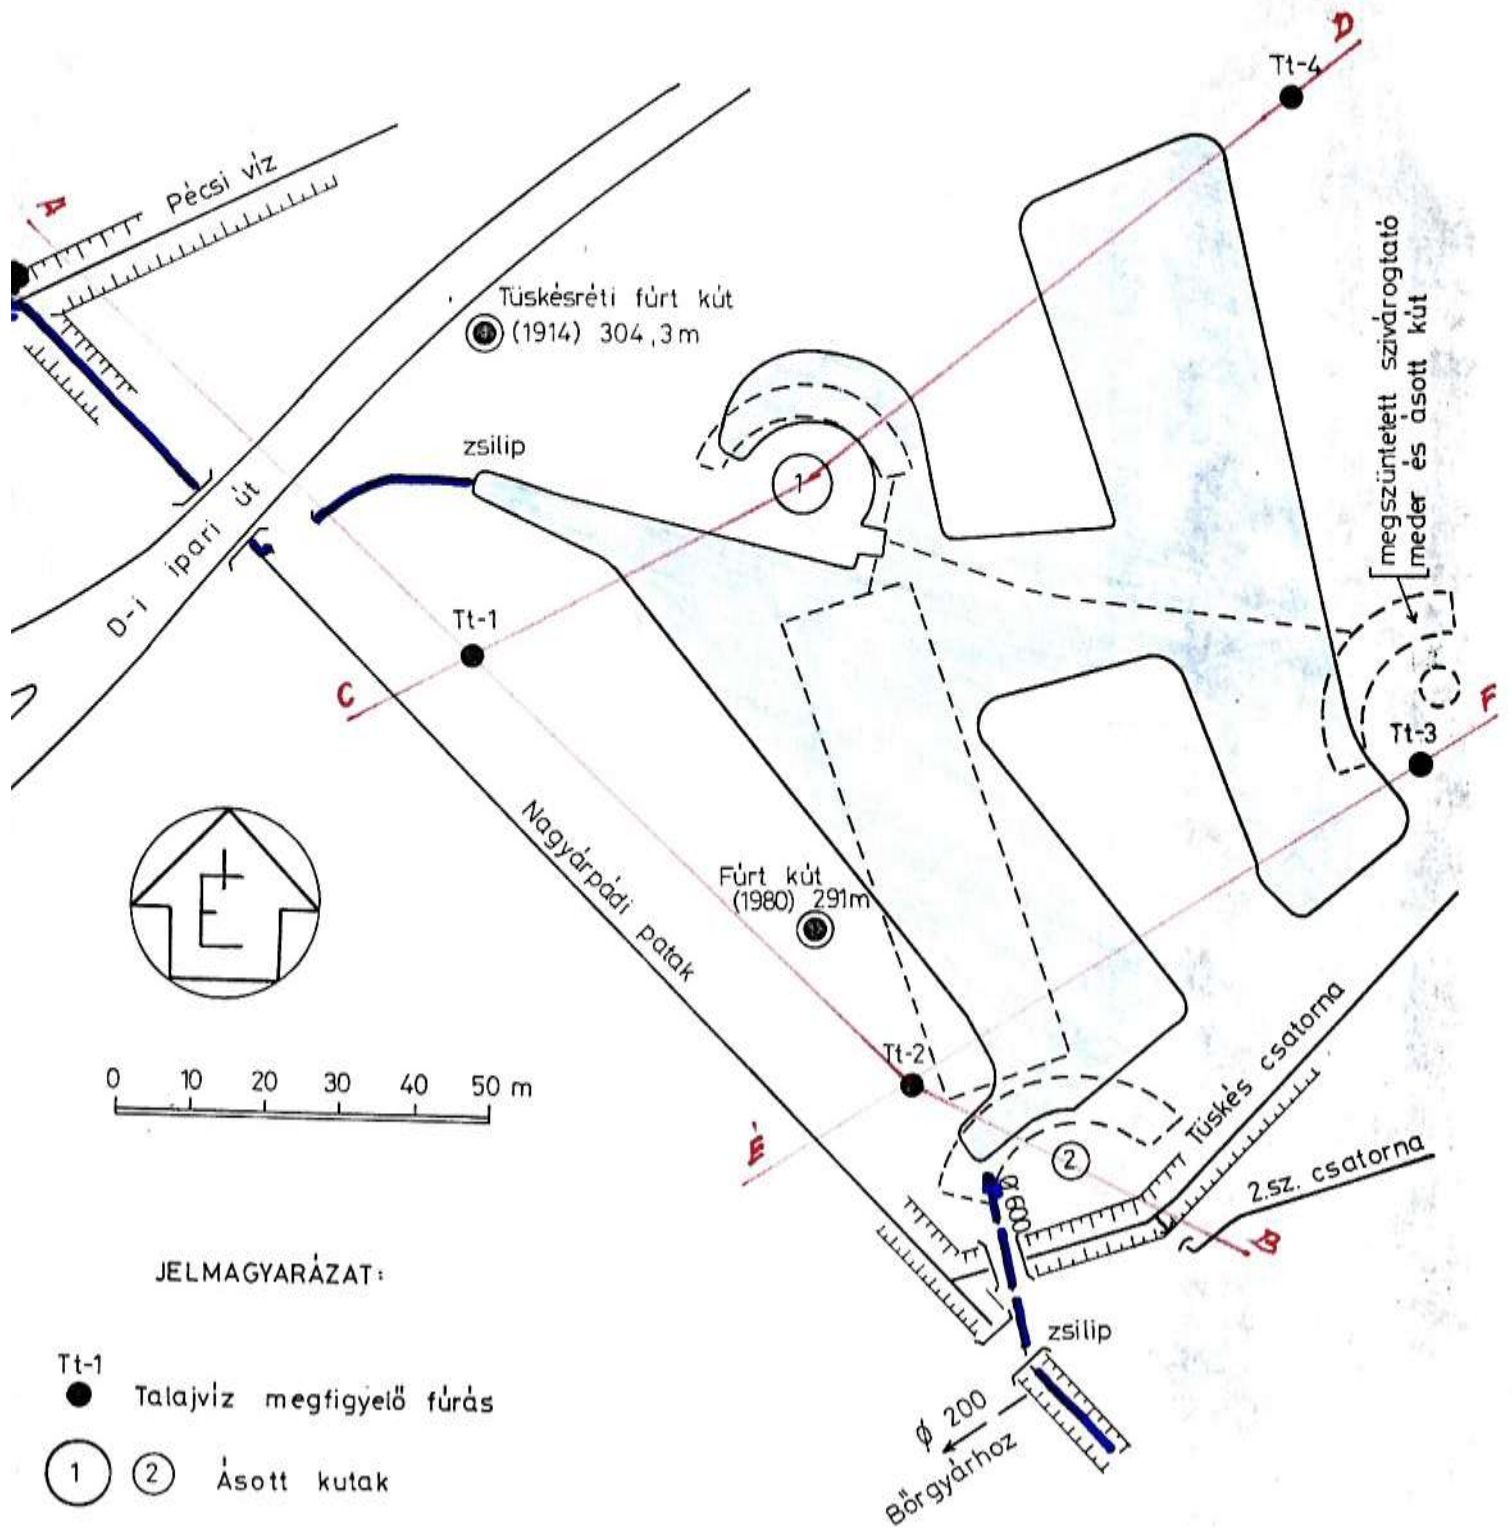 D
Tt-4
A
Pécsi víz
Tüskésréti fúrt kút
(1914) 304,3m
megszüntetett szivárogtató
meder és ásott kút
zsilip
1
D-i ipari út
Tt-1
C
F
Tt-3
Nagyárpádi patak
Fúrt kút
(1980) 291m
É
0 10 20 30 40 50 m
Tt-2
É
2
Tüskés csatorna
2.sz. csatorna
ø 600
B
JELMAGYARÁZAT:
zsilip
Tt-1
Talajvíz megfigyelő fúrás
ø 200
Bőrgyárhoz
1 2 Ásott kutak